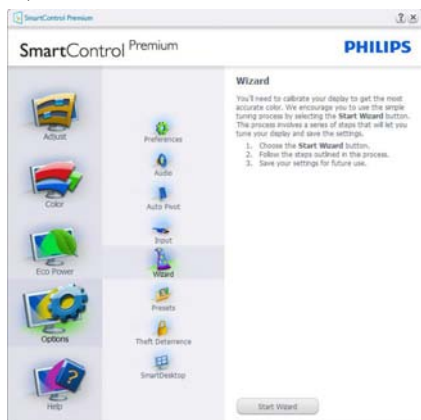 SmartControl Premium
SmartControl Premium
PHILIPS
Adjust
Color
Eco Power
Options
Help
Preferences
Audio
Auto Pivot
Input
Wizard
Presets
Theft Deterrence
SmartDesktop
Wizard
You'll need to calibrate your display to get the most
accurate color. We encourage you to use the simple
tuning process by selecting the Start Wizard button.
The process involves a series of steps that will let you
tune your display and save the settings.
1. Choose the Start Wizard button.
2. Follow the steps outlined in the process.
3. Save your settings for future use.
Start Wizard